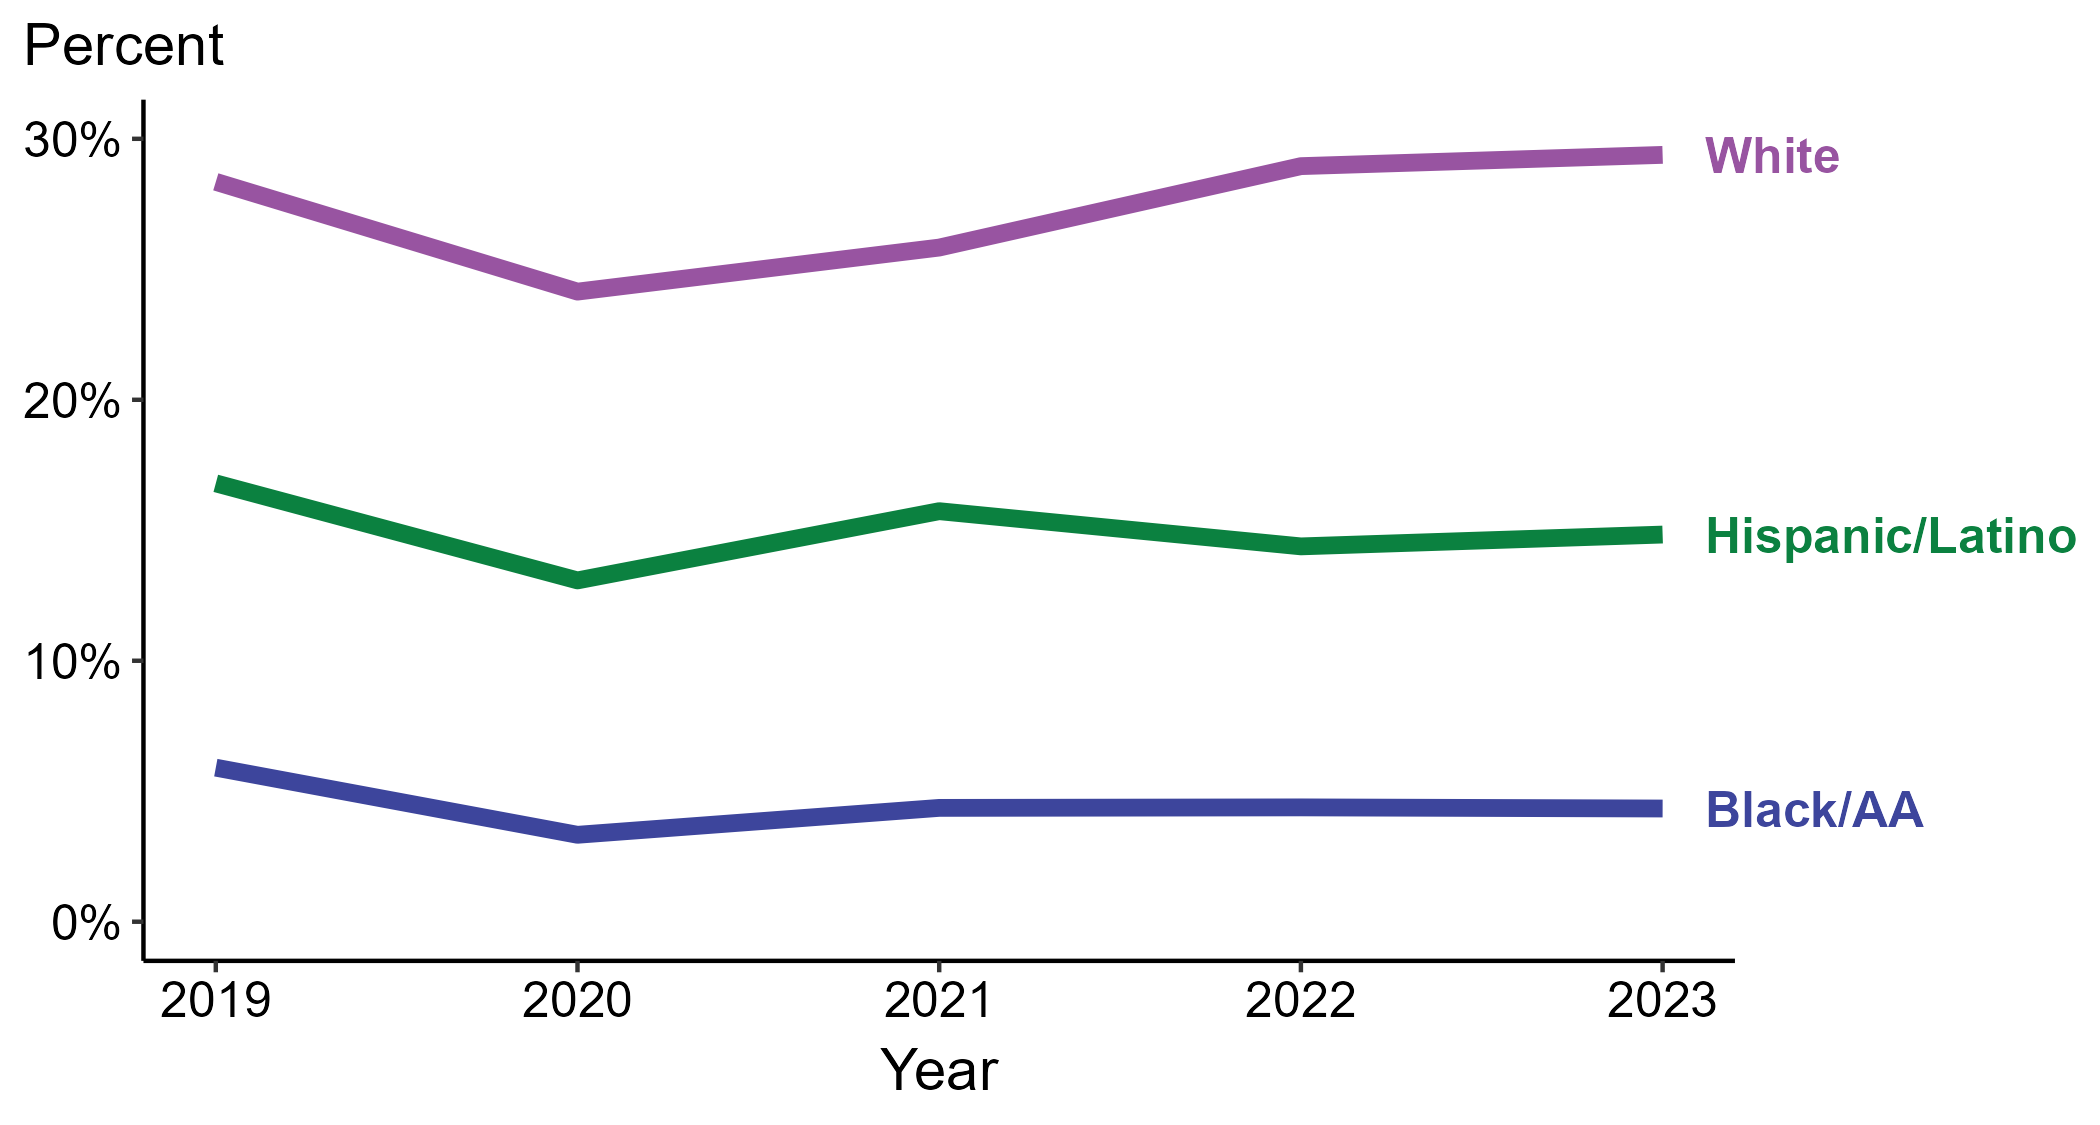 Percent
30%
20%
10%
0%
White
Hispanic/Latino
Black/AA
2019 2020 2021 2022 2023
Year